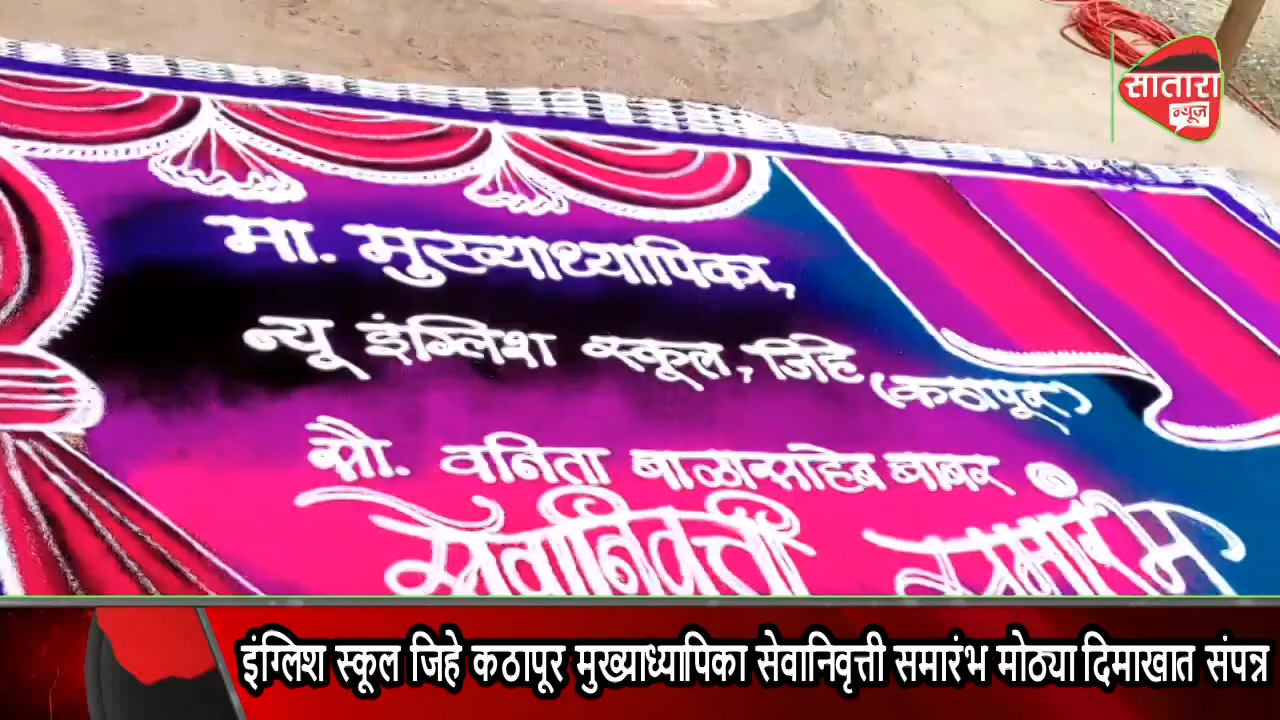 सातारा
न्यूज
मा. मुख्याध्यापिका,
न्यू इंग्लिश स्कूल, जिहे (कठापूर)
सौ. वनिता बाळासाहेब बाबर
सेवानिवृत्ती समारंभ
इंग्लिश स्कूल जिहे कठापूर मुख्याध्यापिका सेवानिवृत्ती समारंभ मोठ्या दिमाखात संपन्न